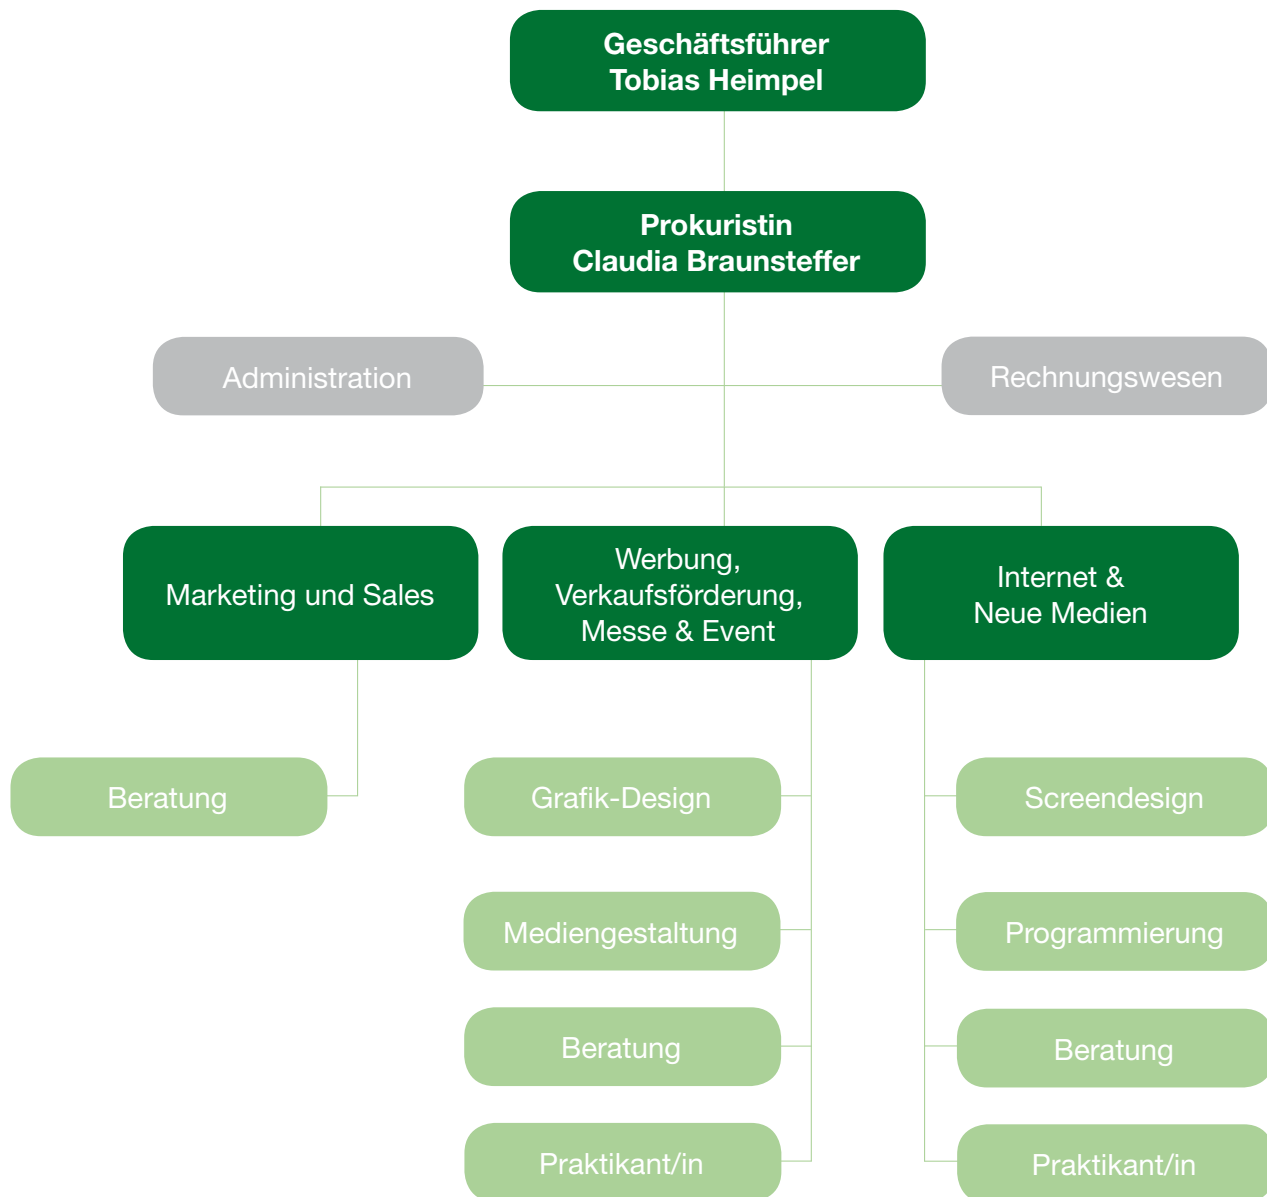 Geschäftsführer
Tobias Heimpel
Prokuristin
Claudia Braunsteffer
Administration
Rechnungswesen
Marketing und Sales
Werbung,
Verkaufsförderung,
Messe & Event
Internet &
Neue Medien
Beratung
Grafik-Design
Screendesign
Mediengestaltung
Programmierung
Beratung
Beratung
Praktikant/in
Praktikant/in